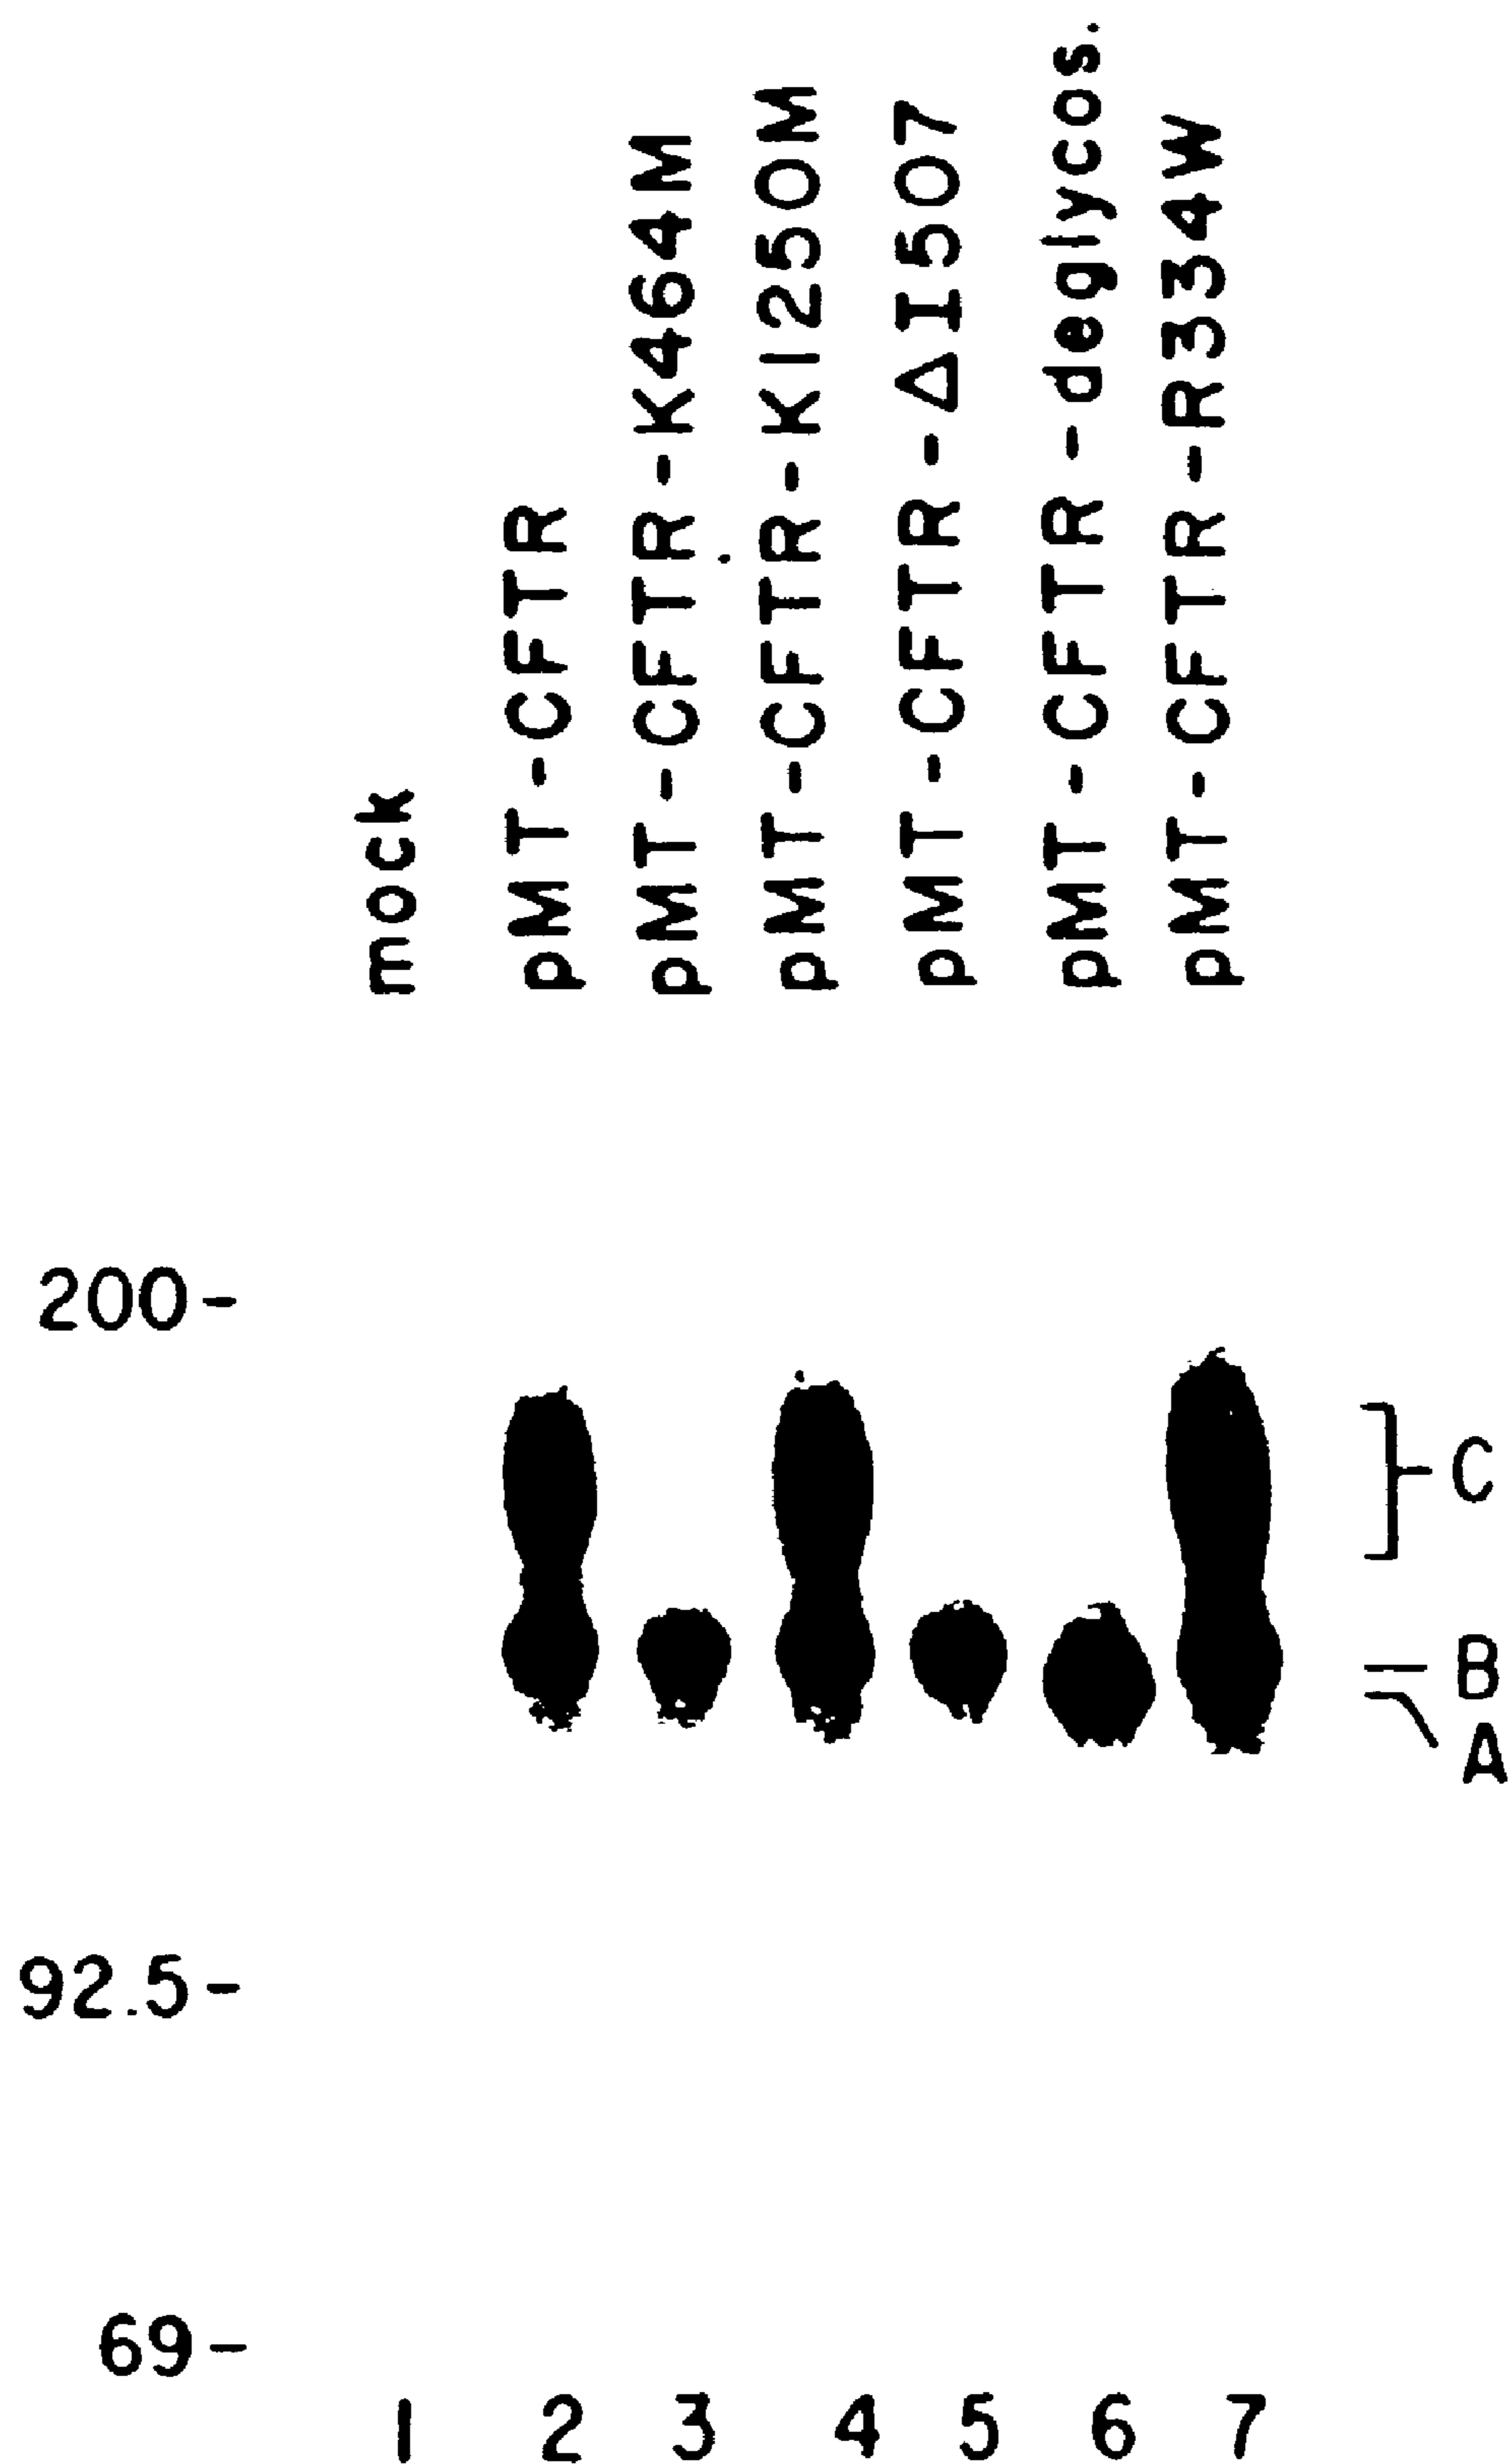 mock
pMT-CFTR
pMT-CFTR-K464M
pMT-CFTR-K1250M
pMT-CFTR-ΔI507
pMT-CFTR-deglycos.
pMT-CFTR-R334W
200-
C
B
A
92.5-
69-
1 2 3 4 5 6 7